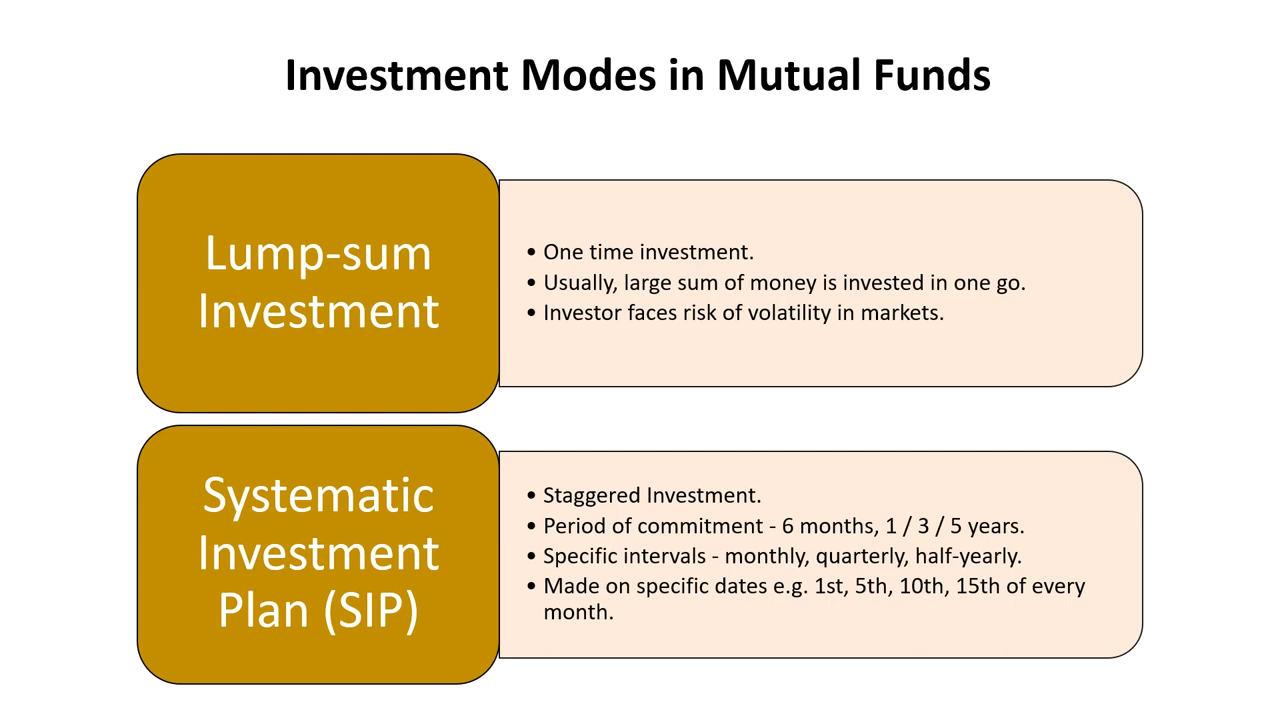 Investment Modes in Mutual Funds
Lump-sum
Investment
• One time investment.
• Usually, large sum of money is invested in one go.
• Investor faces risk of volatility in markets.
Systematic
Investment
Plan (SIP)
• Staggered Investment.
• Period of commitment - 6 months, 1 / 3 / 5 years.
• Specific intervals - monthly, quarterly, half-yearly.
• Made on specific dates e.g. 1st, 5th, 10th, 15th of every
month.